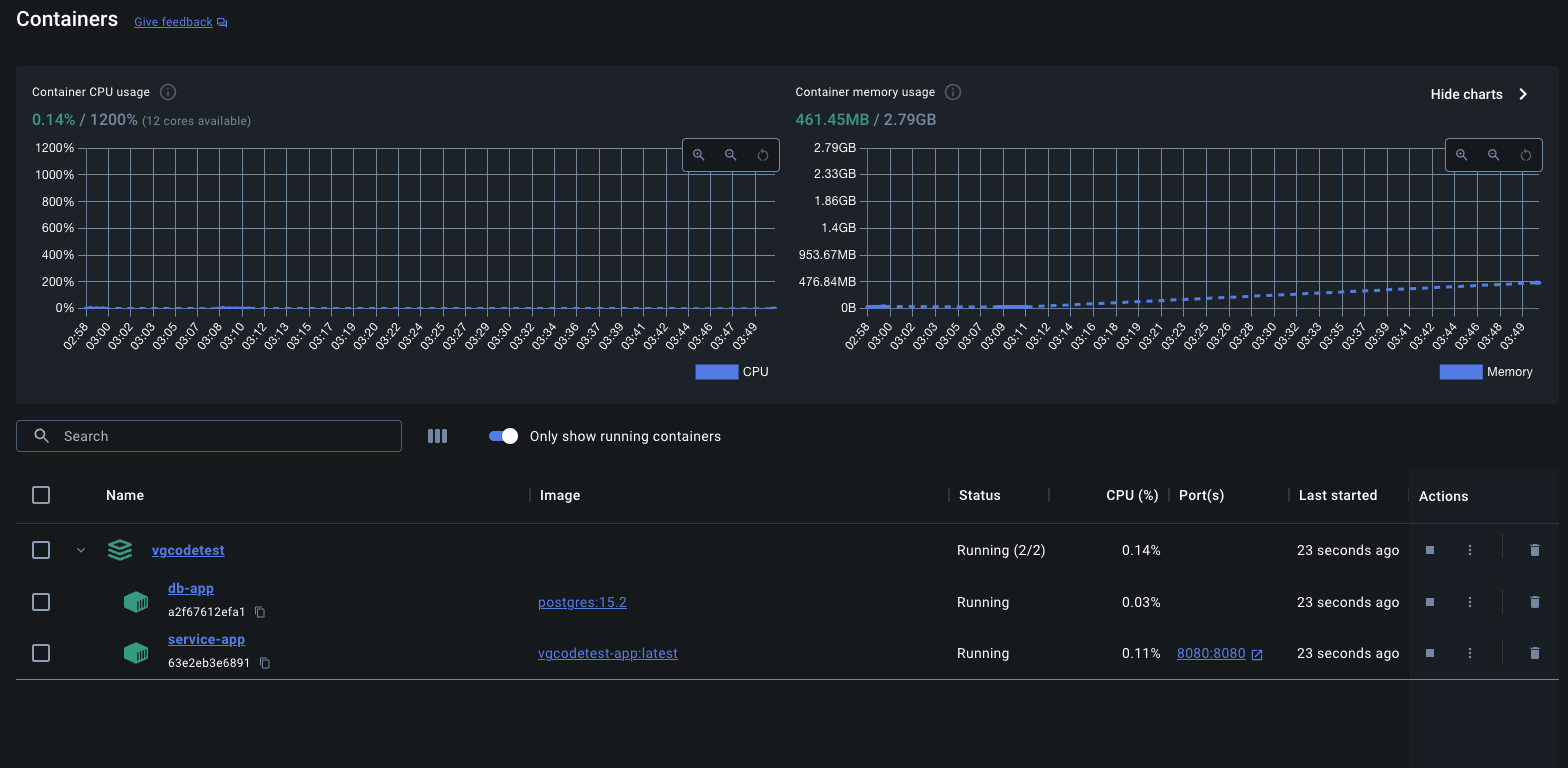 Containers Give feedback
Container CPU usage
0.14% / 1200% (12 cores available)
1200%
1000%
800%
600%
400%
200%
0%
02:58 03:00 03:02 03:03 03:05 03:07 03:08 03:10 03:12 03:13 03:15 03:17 03:19 03:20 03:22 03:24 03:25 03:27 03:29 03:30 03:32 03:34 03:36 03:37 03:39 03:41 03:42 03:44 03:46 03:47 03:49
CPU
Container memory usage
Hide charts
461.45MB / 2.79GB
2.79GB
2.33GB
1.86GB
1.4GB
953.67MB
476.84MB
0B
02:58 03:00 03:02 03:03 03:05 03:07 03:09 03:11 03:12 03:14 03:16 03:18 03:19 03:21 03:23 03:25 03:26 03:28 03:30 03:32 03:33 03:35 03:37 03:39 03:41 03:42 03:44 03:46 03:48 03:49
Memory
Search
Only show running containers
Name Image Status CPU (%) Port(s) Last started Actions
vgcodetest Running (2/2) 0.14% 23 seconds ago
db-app
a2f67612efa1 postgres:15.2 Running 0.03% 23 seconds ago
service-app
63e2eb3e6891 vgcodetest-app:latest Running 0.11% 8080:8080 23 seconds ago